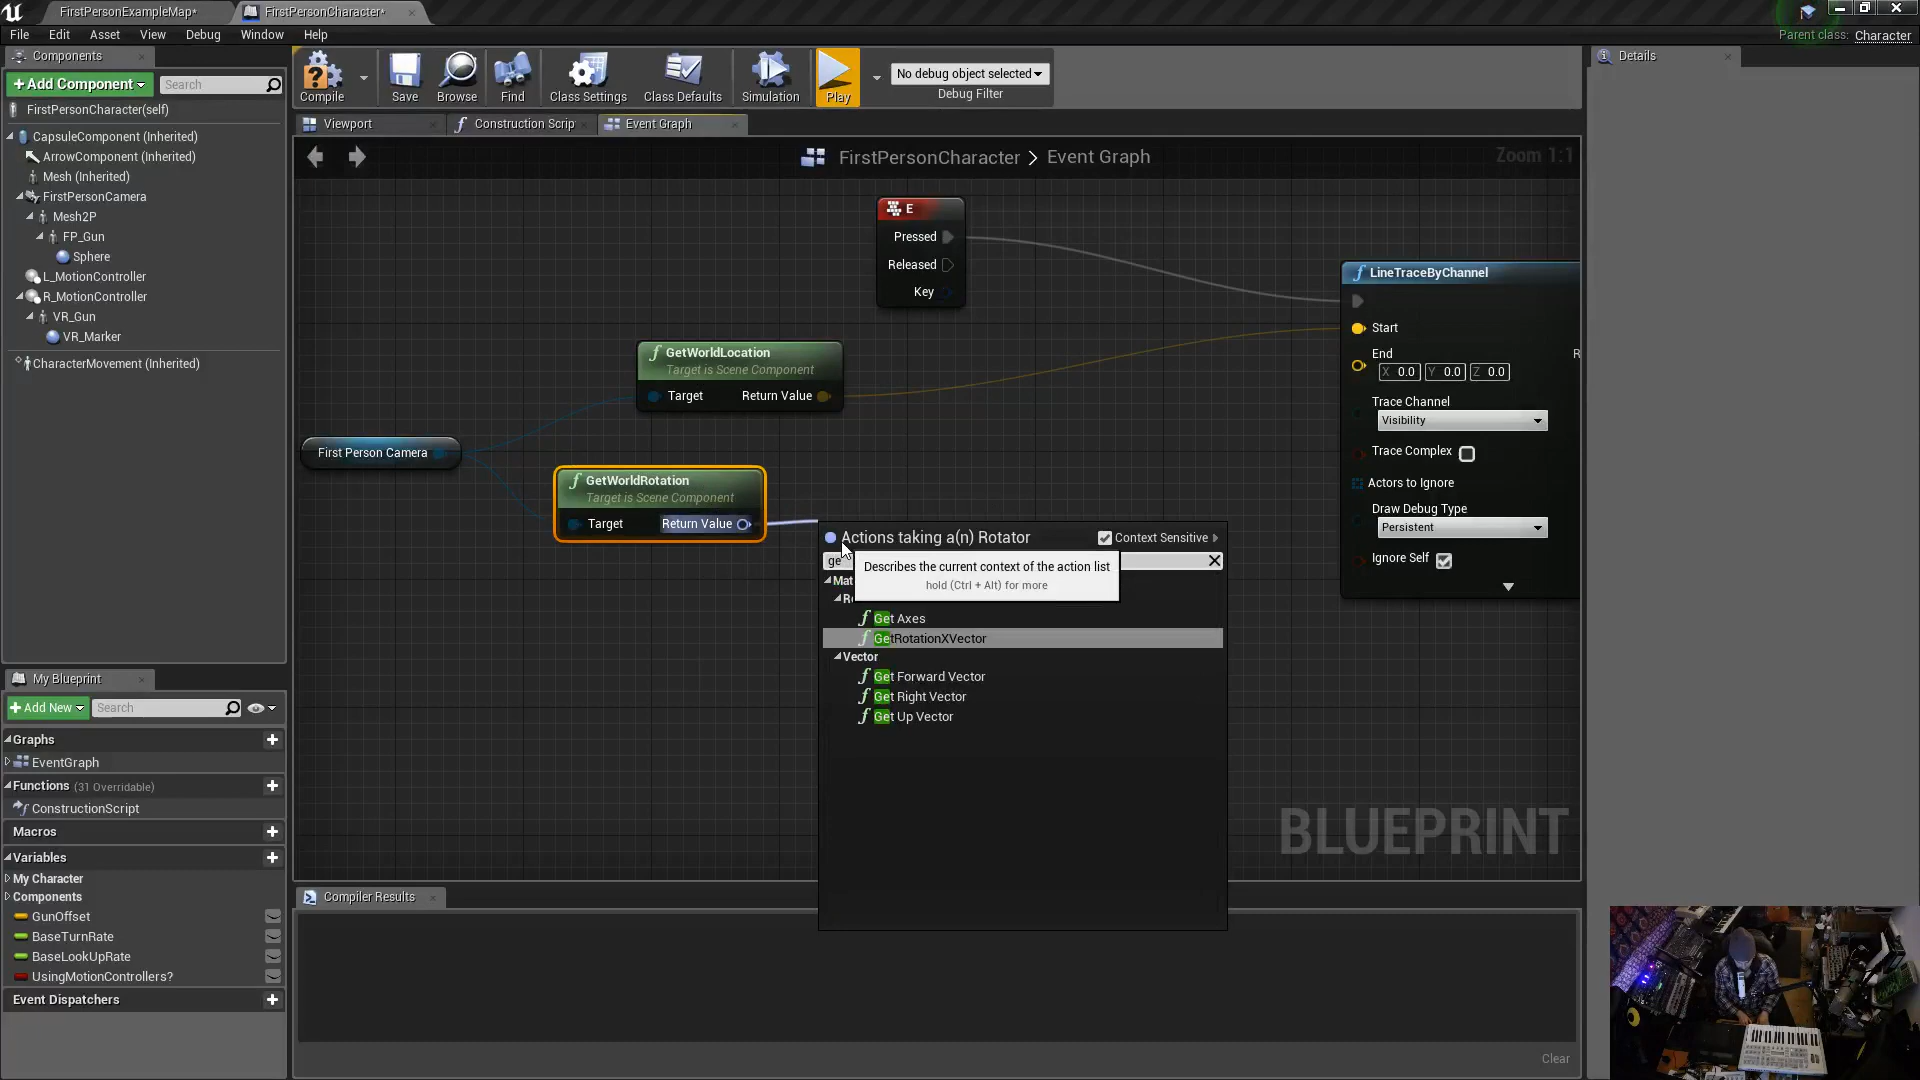 FirstPersonExampleMap*
FirstPersonCharacter*
File
Edit
Asset
View
Debug
Window
Help
Parent class: Character
Components
+Add Component
Search
FirstPersonCharacter(self)
CapsuleComponent (Inherited)
ArrowComponent (Inherited)
Mesh (Inherited)
FirstPersonCamera
Mesh2P
FP_Gun
Sphere
L_MotionController
R_MotionController
VR_Gun
VR_Marker
CharacterMovement (Inherited)
Compile
Save
Browse
Find
Class Settings
Class Defaults
Simulation
Play
No debug object selected
Debug Filter
Details
Viewport
Construction Scrip
Event Graph
FirstPersonCharacter > Event Graph
Zoom 1:1
E
Pressed
Released
Key
LineTraceByChannel
Start
End
X 0.0 Y 0.0 Z 0.0
Trace Channel
Visibility
Trace Complex
Actors to Ignore
Draw Debug Type
Persistent
Ignore Self
GetWorldLocation
Target is Scene Component
Target
Return Value
First Person Camera
GetWorldRotation
Target is Scene Component
Target
Return Value
Actions taking a(n) Rotator
Context Sensitive
ge
Describes the current context of the action list
hold (Ctrl + Alt) for more
Get Axes
GetRotationXVector
Vector
Get Forward Vector
Get Right Vector
Get Up Vector
BLUEPRINT
My Blueprint
+Add New
Search
Graphs
EventGraph
Functions (31 Overridable)
ConstructionScript
Macros
Variables
My Character
Components
GunOffset
BaseTurnRate
BaseLookUpRate
UsingMotionControllers?
Event Dispatchers
Compiler Results
Clear